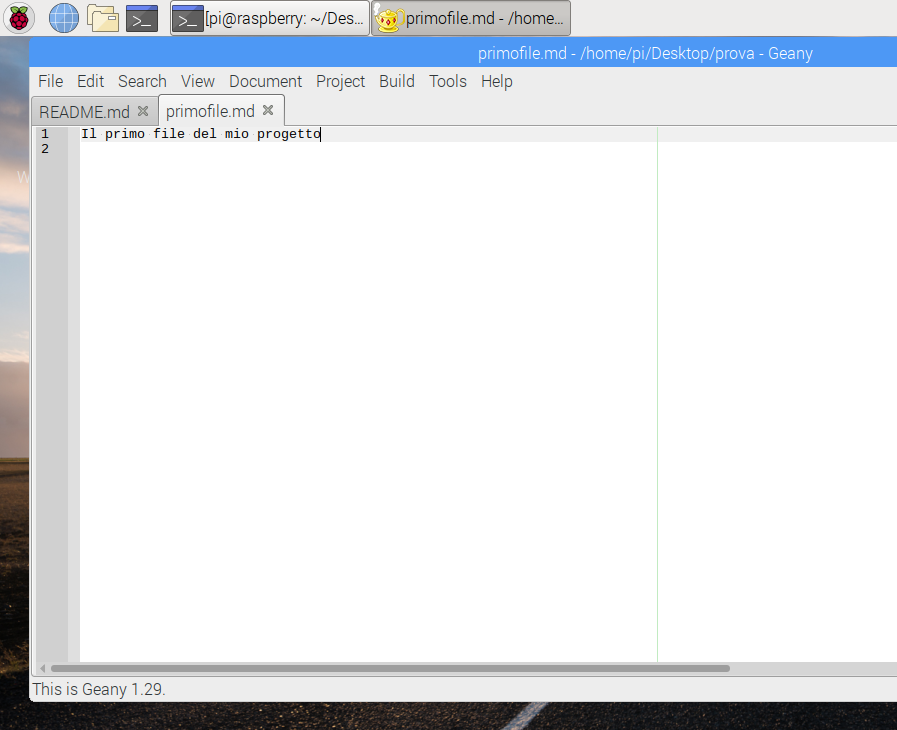 [pi@raspberry: ~/Des...
primofile.md - /home...
primofile.md - /home/pi/Desktop/prova - Geany
File Edit Search View Document Project Build Tools Help
README.md primofile.md
1 Il primo file del mio progetto
2
This is Geany 1.29.